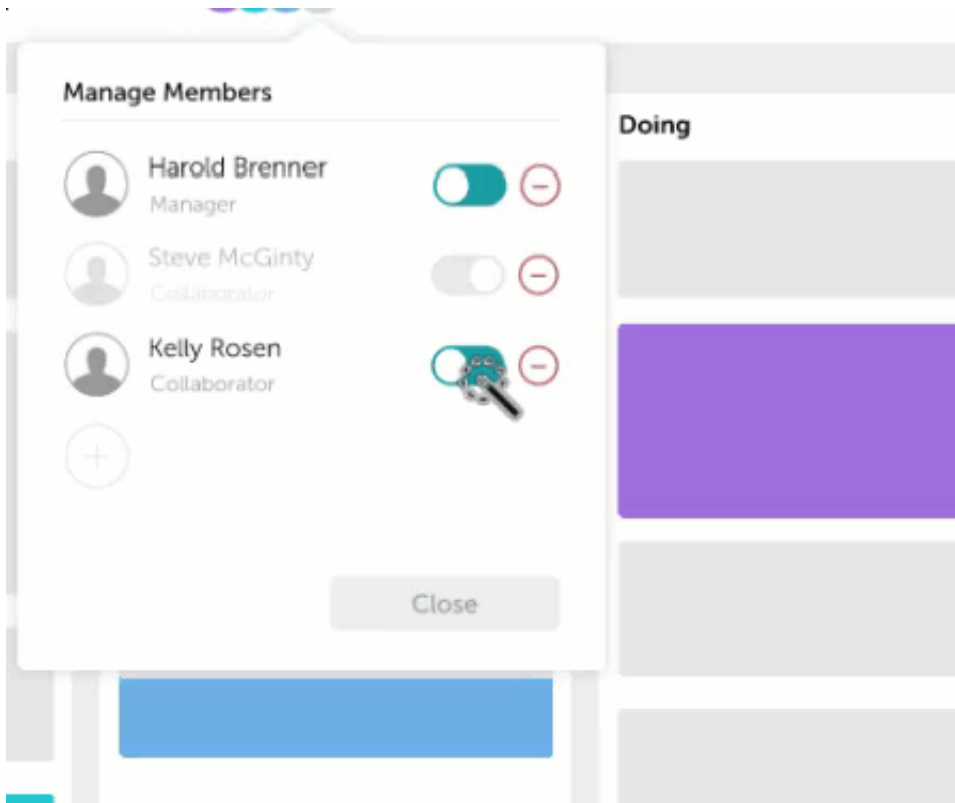 Manage Members
Doing
Harold Brenner
Manager
Steve McGinty
Collaborator
Kelly Rosen
Collaborator
Close